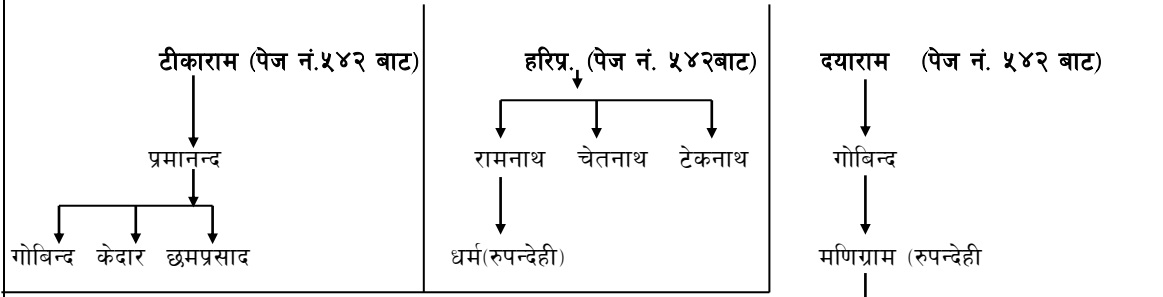 टीकाराम (पेज नं.५४२ बाट)
प्रमानन्द
गोबिन्द केदार छमप्रसाद
हरिप्र. (पेज नं. ५४२बाट)
रामनाथ चेतनाथ टेकनाथ
धर्म(रुपन्देही)
दयाराम (पेज नं. ५४२ बाट)
गोबिन्द
मणिग्राम (रुपन्देही